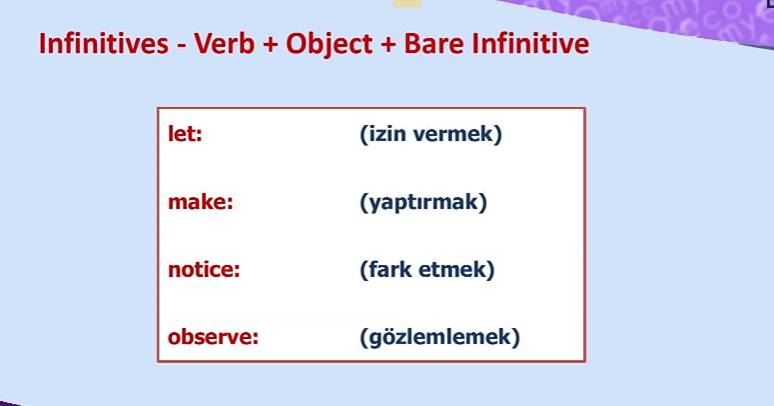 Infinitives - Verb + Object + Bare Infinitive
let: (izin vermek)
make: (yaptırmak)
notice: (fark etmek)
observe: (gözlemlemek)